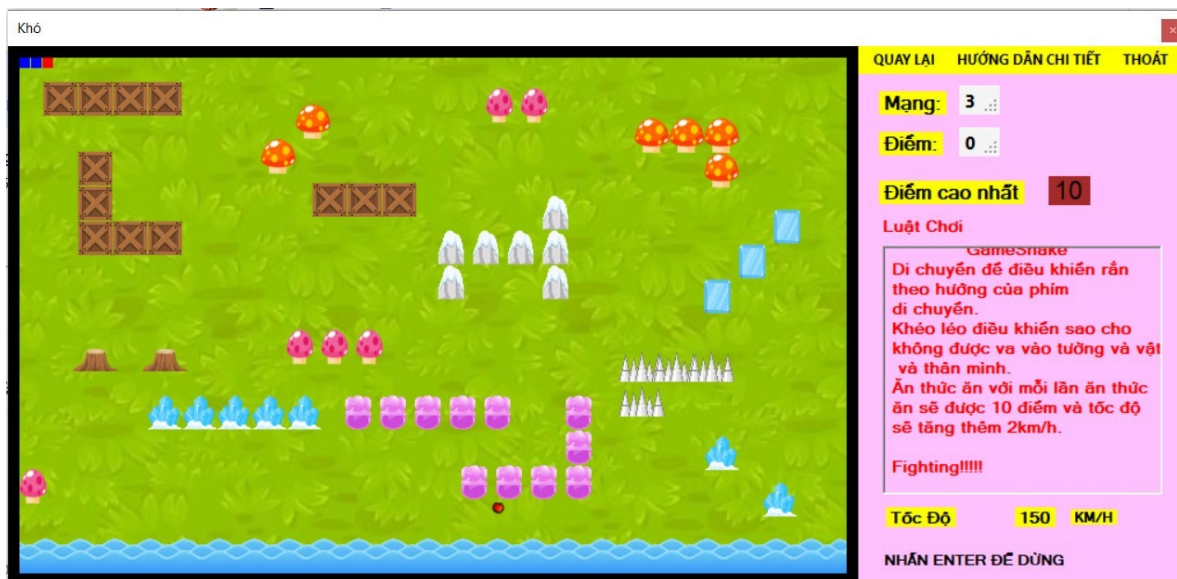 Khó
QUAY LẠI HƯỚNG DẪN CHI TIẾT THOÁT
Mạng: 3
Điểm: 0
Điểm cao nhất 10
Luật Chơi
GameSnake
Di chuyển để điều khiển rắn
theo hướng của phím
di chuyển.
Khéo léo điều khiển sao cho
không được va vào tường và vật
và thân mình.
Ăn thức ăn với mỗi lần ăn thức
ăn sẽ được 10 điểm và tốc độ
sẽ tăng thêm 2km/h.
Fighting!!!!!
Tốc Độ 150 KM/H
NHẤN ENTER ĐỂ DỪNG